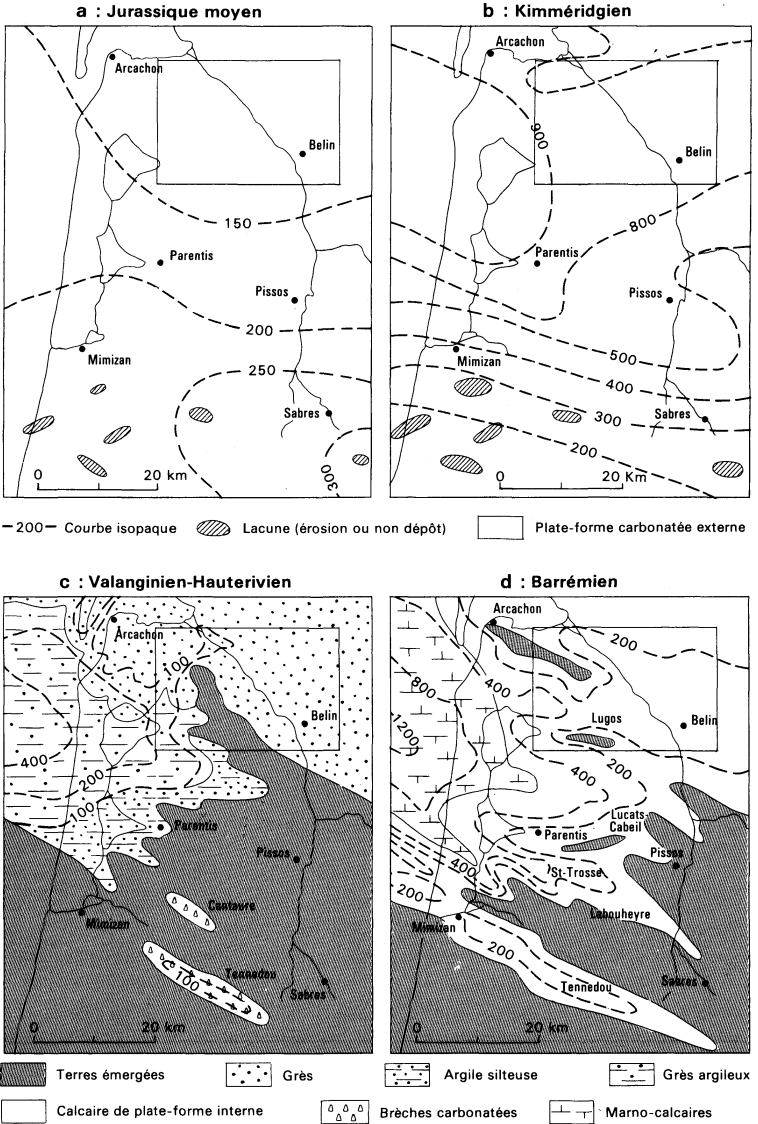 a : Jurassique moyen
Arcachon
Belin
150
Parentis
Pissos
200
Mimizan
250
Sabres
300
0 20 Km
b : Kimméridgien
Arcachon
900
Belin
800
Parentis
Pissos
500
Mimizan
400
300
Sabres
200
0 20 Km
–200– Courbe isopaque
Lacune (érosion ou non dépôt)
Plate-forme carbonatée externe
c : Valanginien-Hauterivien
Arcachon
100
Belin
400
200
100
Parentis
Pissos
Cantaure
Mimizan
Tennedou
100
Sabres
0 20 km
d : Barrémien
Arcachon
200
400
800
Lugos
Belin
1200
200
400
Lucats-
Cabeil
Parentis
Pissos
400
St-Trosse
200
Labouheyre
Mimizan
200
Tennedou
Sabres
0 20 km
Terres émergées
Grès
Argile silteuse
Grès argileux
Calcaire de plate-forme interne
Brèches carbonatées
Marno-calcaires